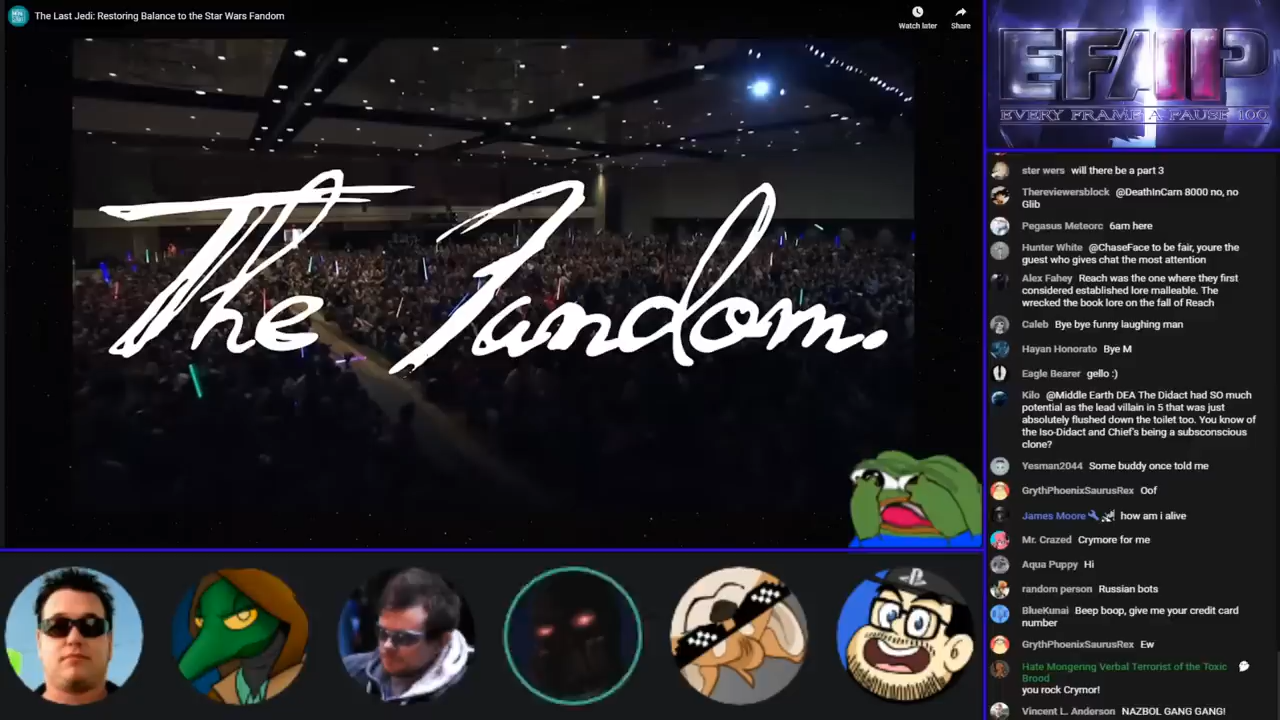 The Last Jedi: Restoring Balance to the Star Wars Fandom
Watch later
Share
The Fandom.
EFAP
EVERY FRAME A PAUSE 100
ster wers will there be a part 3
Thereviewersblock @DeathInCarn 8000 no, no
Glib
Pegasus Meteorc 6am here
Hunter White @ChaseFace to be fair, youre the
guest who gives chat the most attention
Alex Fahey Reach was the one where they first
considered established lore malleable. The
wrecked the book lore on the fall of Reach
Caleb Bye bye funny laughing man
Hayan Honorato Bye M
Eagle Bearer gello :)
Kilo @Middle Earth DEA The Didact had SO much
potential as the lead villain in 5 that was just
absolutely flushed down the toilet too. You know of
the Iso-Didact and Chief's being a subsconscious
clone?
Yesman2044 Some buddy once told me
GrythPhoenixSaurusRex Oof
James Moore how am i alive
Mr. Crazed Crymore for me
Aqua Puppy Hi
random person Russian bots
BlueKunai Beep boop, give me your credit card
number
GrythPhoenixSaurusRex Ew
Hate Mongering Verbal Terrorist of the Toxic
Brood
you rock Crymor!
Vincent L. Anderson NAZBOL GANG GANG!